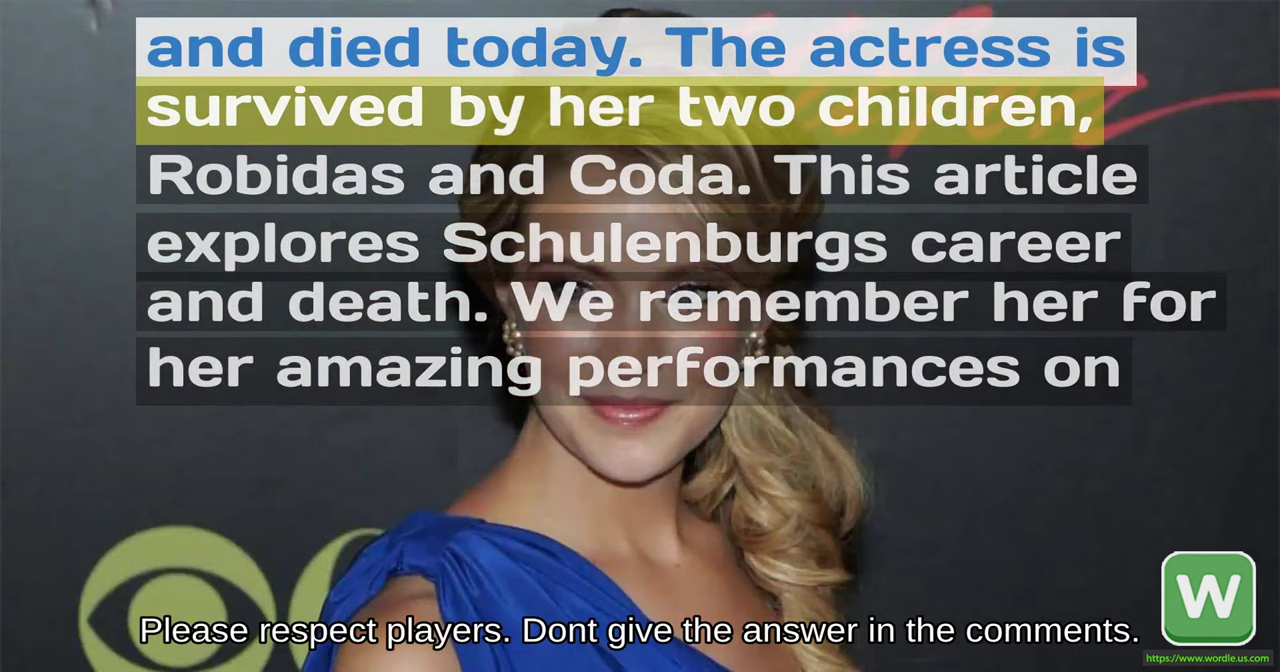 and died today. The actress is
survived by her two children,
Robidas and Coda. This article
explores Schulenburgs career
and death. We remember her for
her amazing performances on
Please respect players. Dont give the answer in the comments.
W
https://www.wordle.us.com